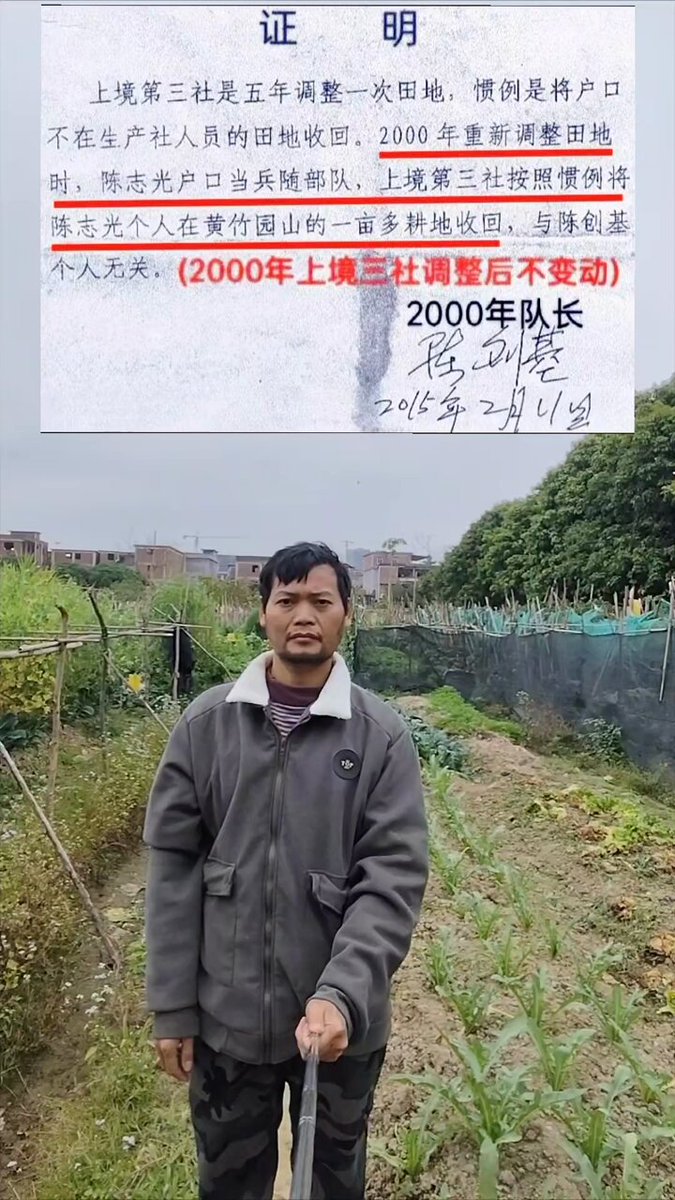 证 明
上境第三社是五年调整一次田地，惯例是将户口
不在生产社人员的田地收回。2000年重新调整田地
时，陈志光户口当兵随部队，上境第三社按照惯例将
陈志光个人在黄竹园山的一亩多耕地收回，与陈创基
个人无关。(2000年上境三社调整后不变动)
2000年队长
陈创基
2015年2月11日